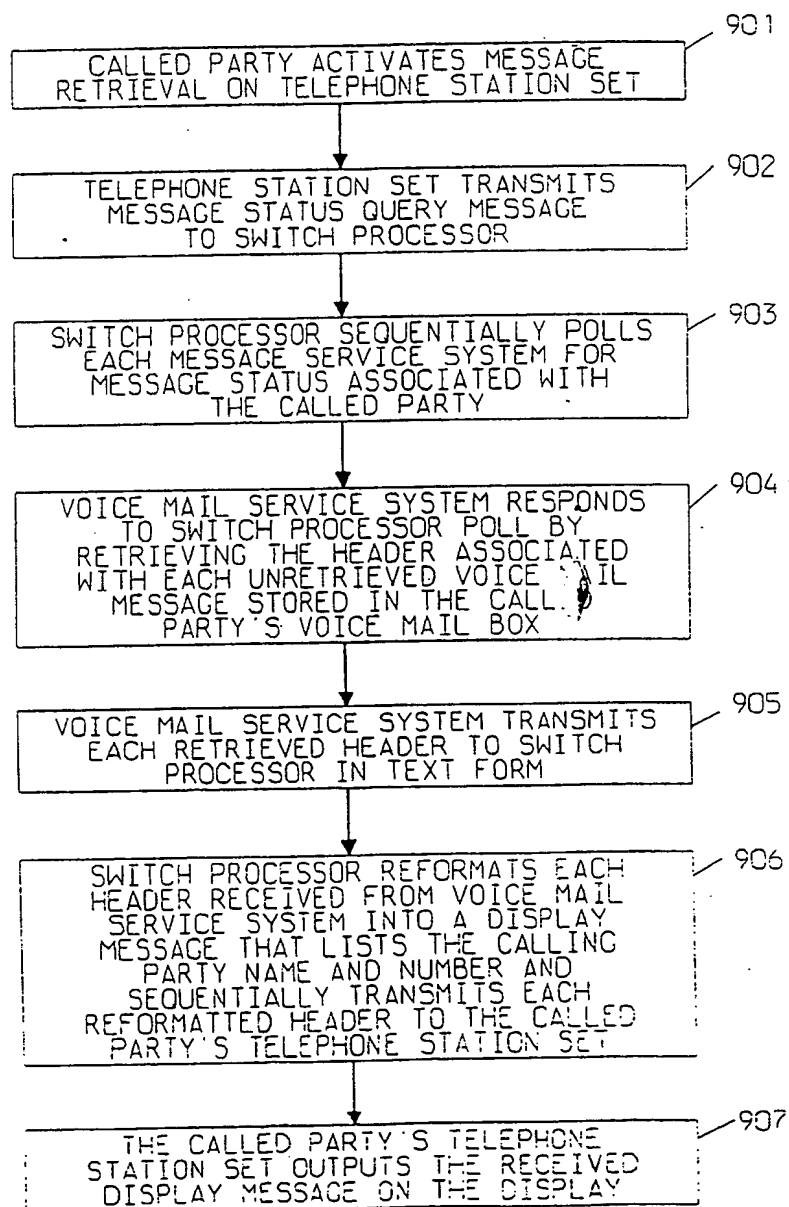 901
CALLED PARTY ACTIVATES MESSAGE
RETRIEVAL ON TELEPHONE STATION SET
902
TELEPHONE STATION SET TRANSMITS
MESSAGE STATUS QUERY MESSAGE
TO SWITCH PROCESSOR
903
SWITCH PROCESSOR SEQUENTIALLY POLLS
EACH MESSAGE SERVICE SYSTEM FOR
MESSAGE STATUS ASSOCIATED WITH
THE CALLED PARTY
904
VOICE MAIL SERVICE SYSTEM RESPONDS
TO SWITCH PROCESSOR POLL BY
RETRIEVING THE HEADER ASSOCIATED
WITH EACH UNRETRIEVED VOICE
MESSAGE STORED IN THE
PARTY'S VOICE MAIL BOX
905
VOICE MAIL SERVICE SYSTEM TRANSMITS
EACH RETRIEVED HEADER TO SWITCH
PROCESSOR IN TEXT FORM
906
SWITCH PROCESSOR REFORMATS EACH
HEADER RECEIVED FROM VOICE MAIL
SERVICE SYSTEM INTO A DISPLAY
MESSAGE THAT LISTS THE CALLING
PARTY NAME AND NUMBER AND
SEQUENTIALLY TRANSMITS EACH
REFORMATTED HEADER TO THE CALLED
PARTY'S TELEPHONE STATION SET
907
THE CALLED PARTY'S TELEPHONE
STATION SET OUTPUTS THE RECEIVED
DISPLAY MESSAGE ON THE DISPLAY